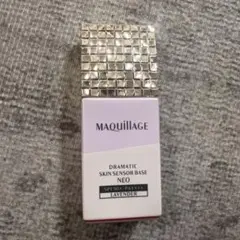 MAQuillAGE
DRAMATIC
SKIN SENSOR BASE
NEO
LAVENDER